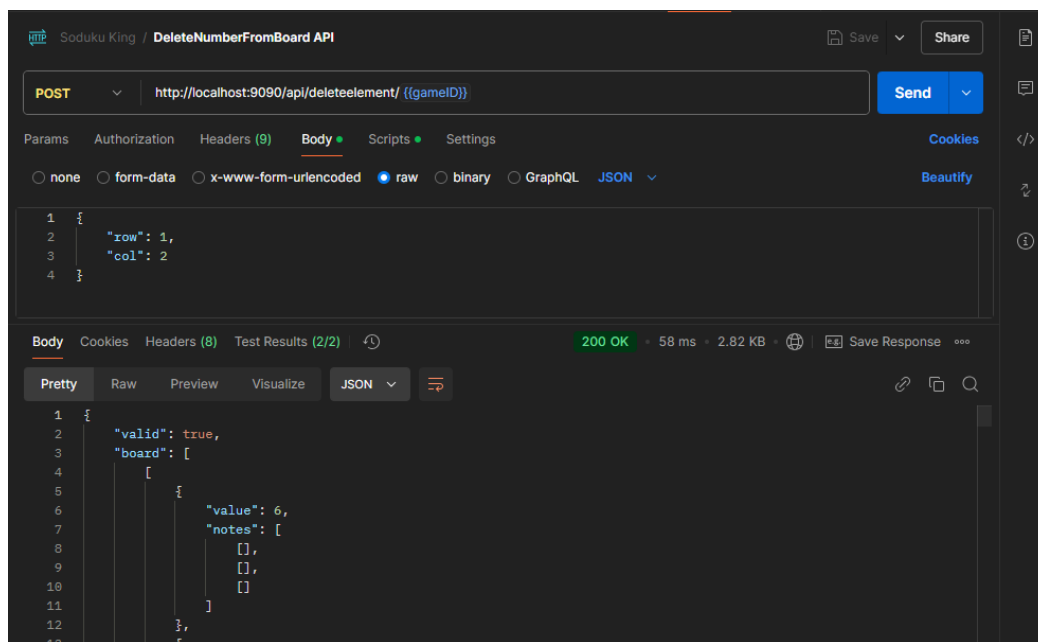 HTTP Soduku King / DeleteNumberFromBoard API Save Share
POST http://localhost:9090/api/deleteelement/ {{gameID}} Send
Params Authorization Headers (9) Body Scripts Settings Cookies
none form-data x-www-form-urlencoded raw binary GraphQL JSON Beautify
1 {
2 "row": 1,
3 "col": 2
4 }
Body Cookies Headers (8) Test Results (2/2) 200 OK 58 ms 2.82 KB e.g. Save Response
Pretty Raw Preview Visualize JSON
1 {
2 "valid": true,
3 "board": [
4 [
5 {
6 "value": 6,
7 "notes": [
8 [],
9 [],
10 []
11 ]
12 },